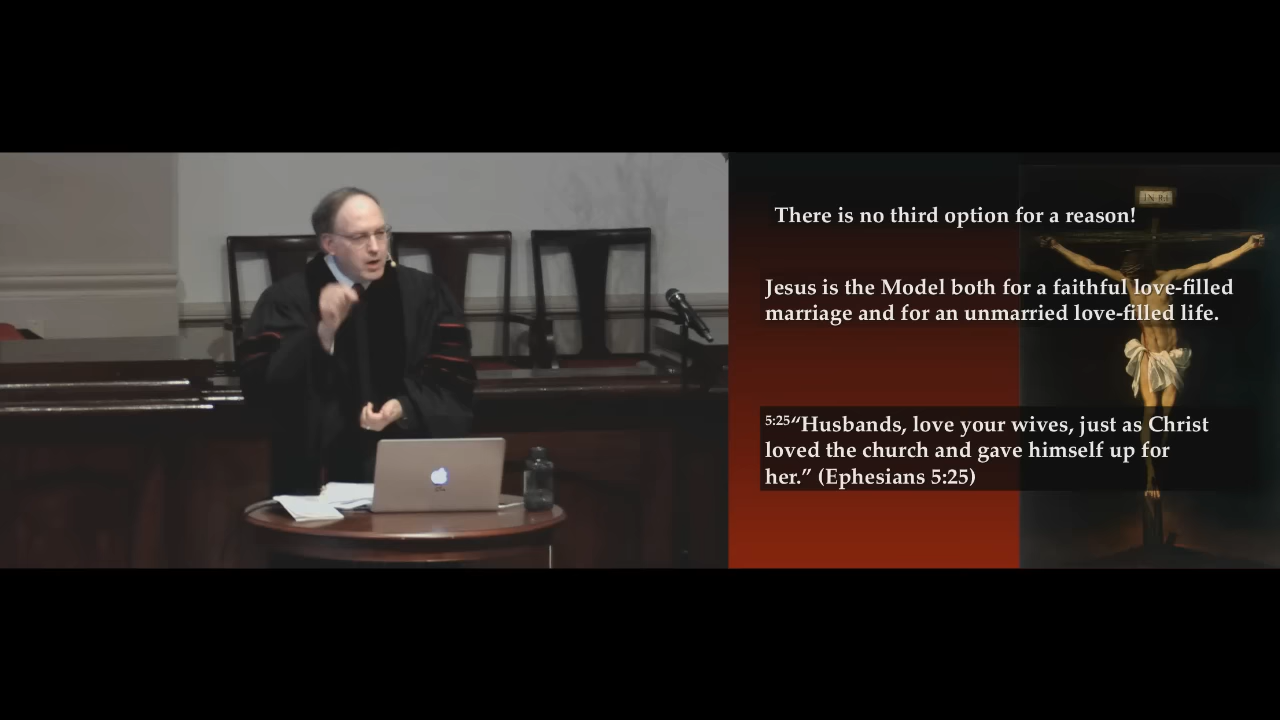 INRI
There is no third option for a reason!
Jesus is the Model both for a faithful love-filled
marriage and for an unmarried love-filled life.
5:25“Husbands, love your wives, just as Christ
loved the church and gave himself up for
her.” (Ephesians 5:25)